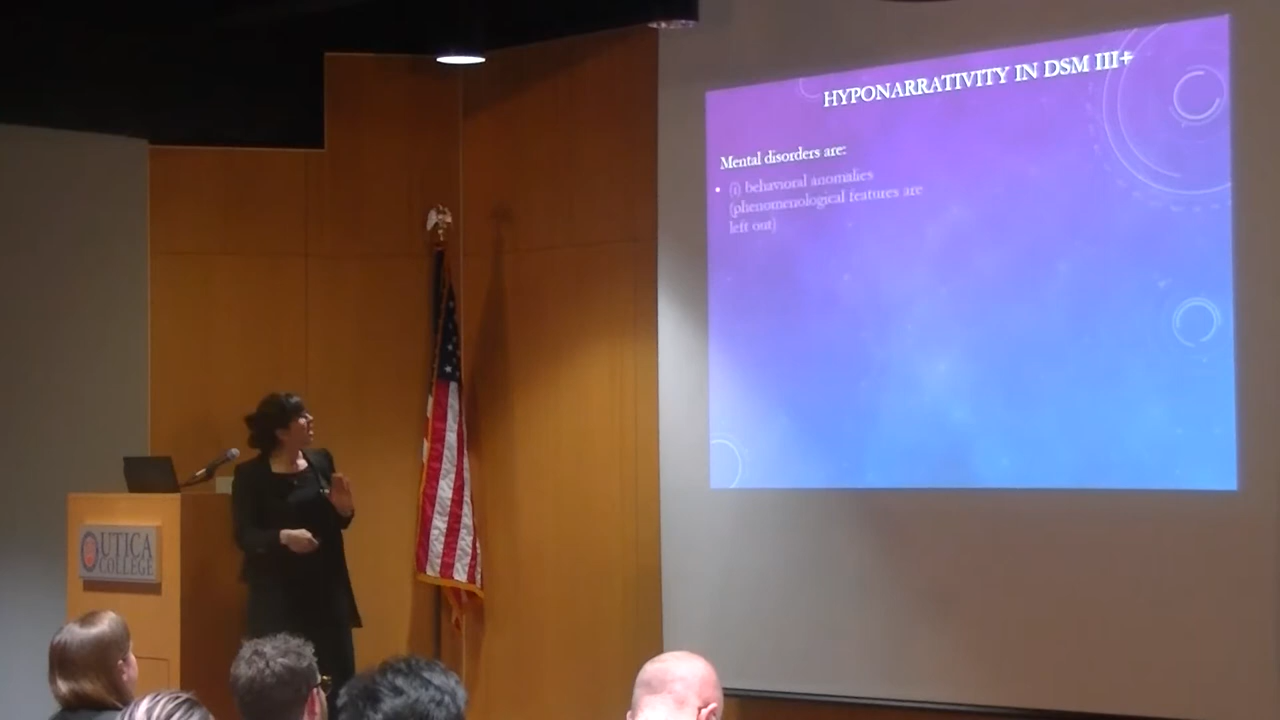 HYPONARRATIVITY IN DSM III+
Mental disorders are:
• (i) behavioral anomalies
(phenomenological features are
left out)
UTICA
COLLEGE